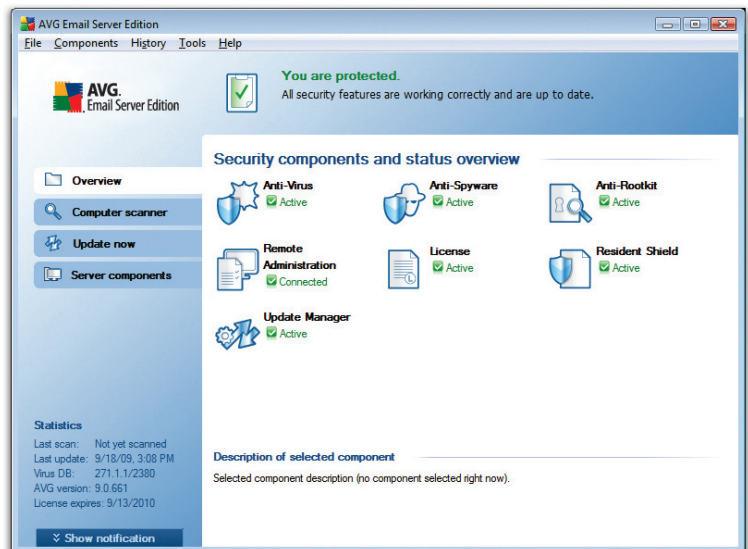 AVG Email Server Edition
File Components History Tools Help
AVG.
Email Server Edition
You are protected.
All security features are working correctly and are up to date.
Overview
Computer scanner
Update now
Server components
Security components and status overview
Anti-Virus
Active
Anti-Spyware
Active
Anti-Rootkit
Active
Remote
Administration
Connected
License
Active
Resident Shield
Active
Update Manager
Active
Statistics
Last scan: Not yet scanned
Last update: 9/18/09, 3:08 PM
Virus DB: 271.1.1/2380
AVG version: 9.0.661
License expires: 9/13/2010
Show notification
Description of selected component
Selected component description (no component selected right now).